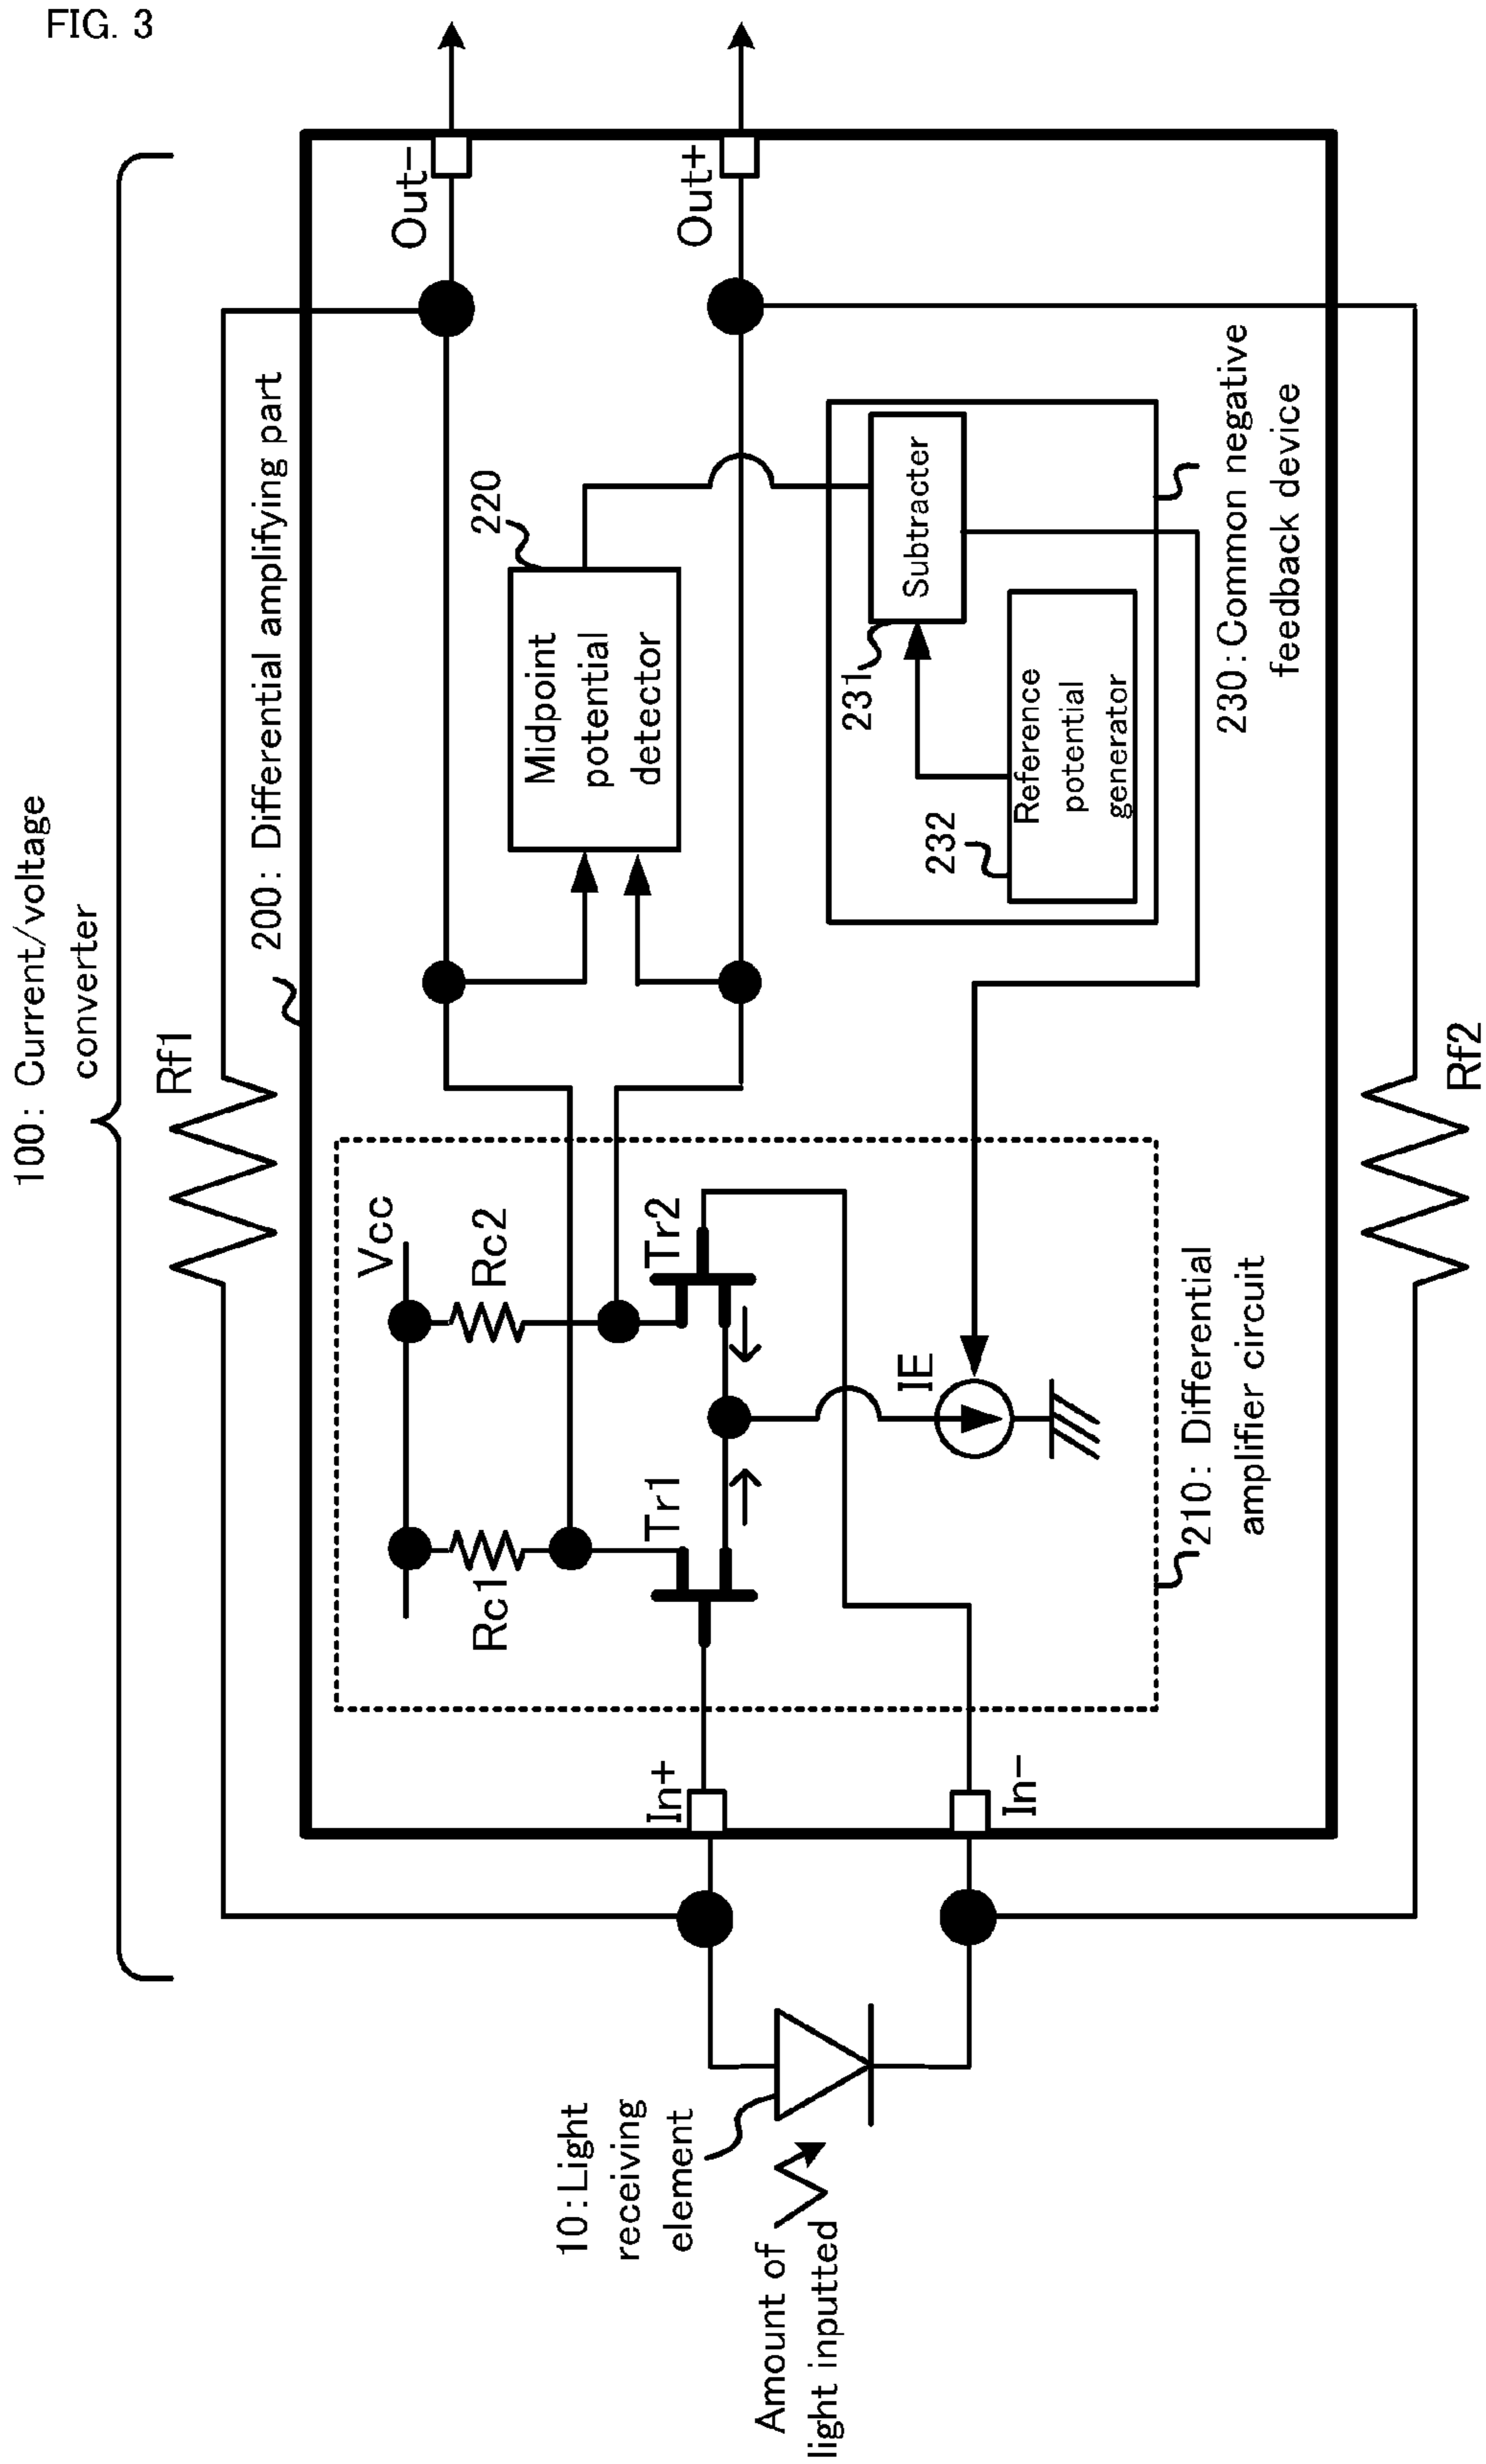 FIG. 3
100: Current/voltage
converter
Rf1
200: Differential amplifying part
Out-
Out+
Vcc
Rc1
Rc2
Tr1
Tr2
220
Midpoint
potential
detector
In+
In-
IE
231
Subtracter
232
Reference
potential
generator
230:Common negative
feedback device
210: Differential
amplifier circuit
10:Light
receiving
element
Amount of
light inputted
Rf2